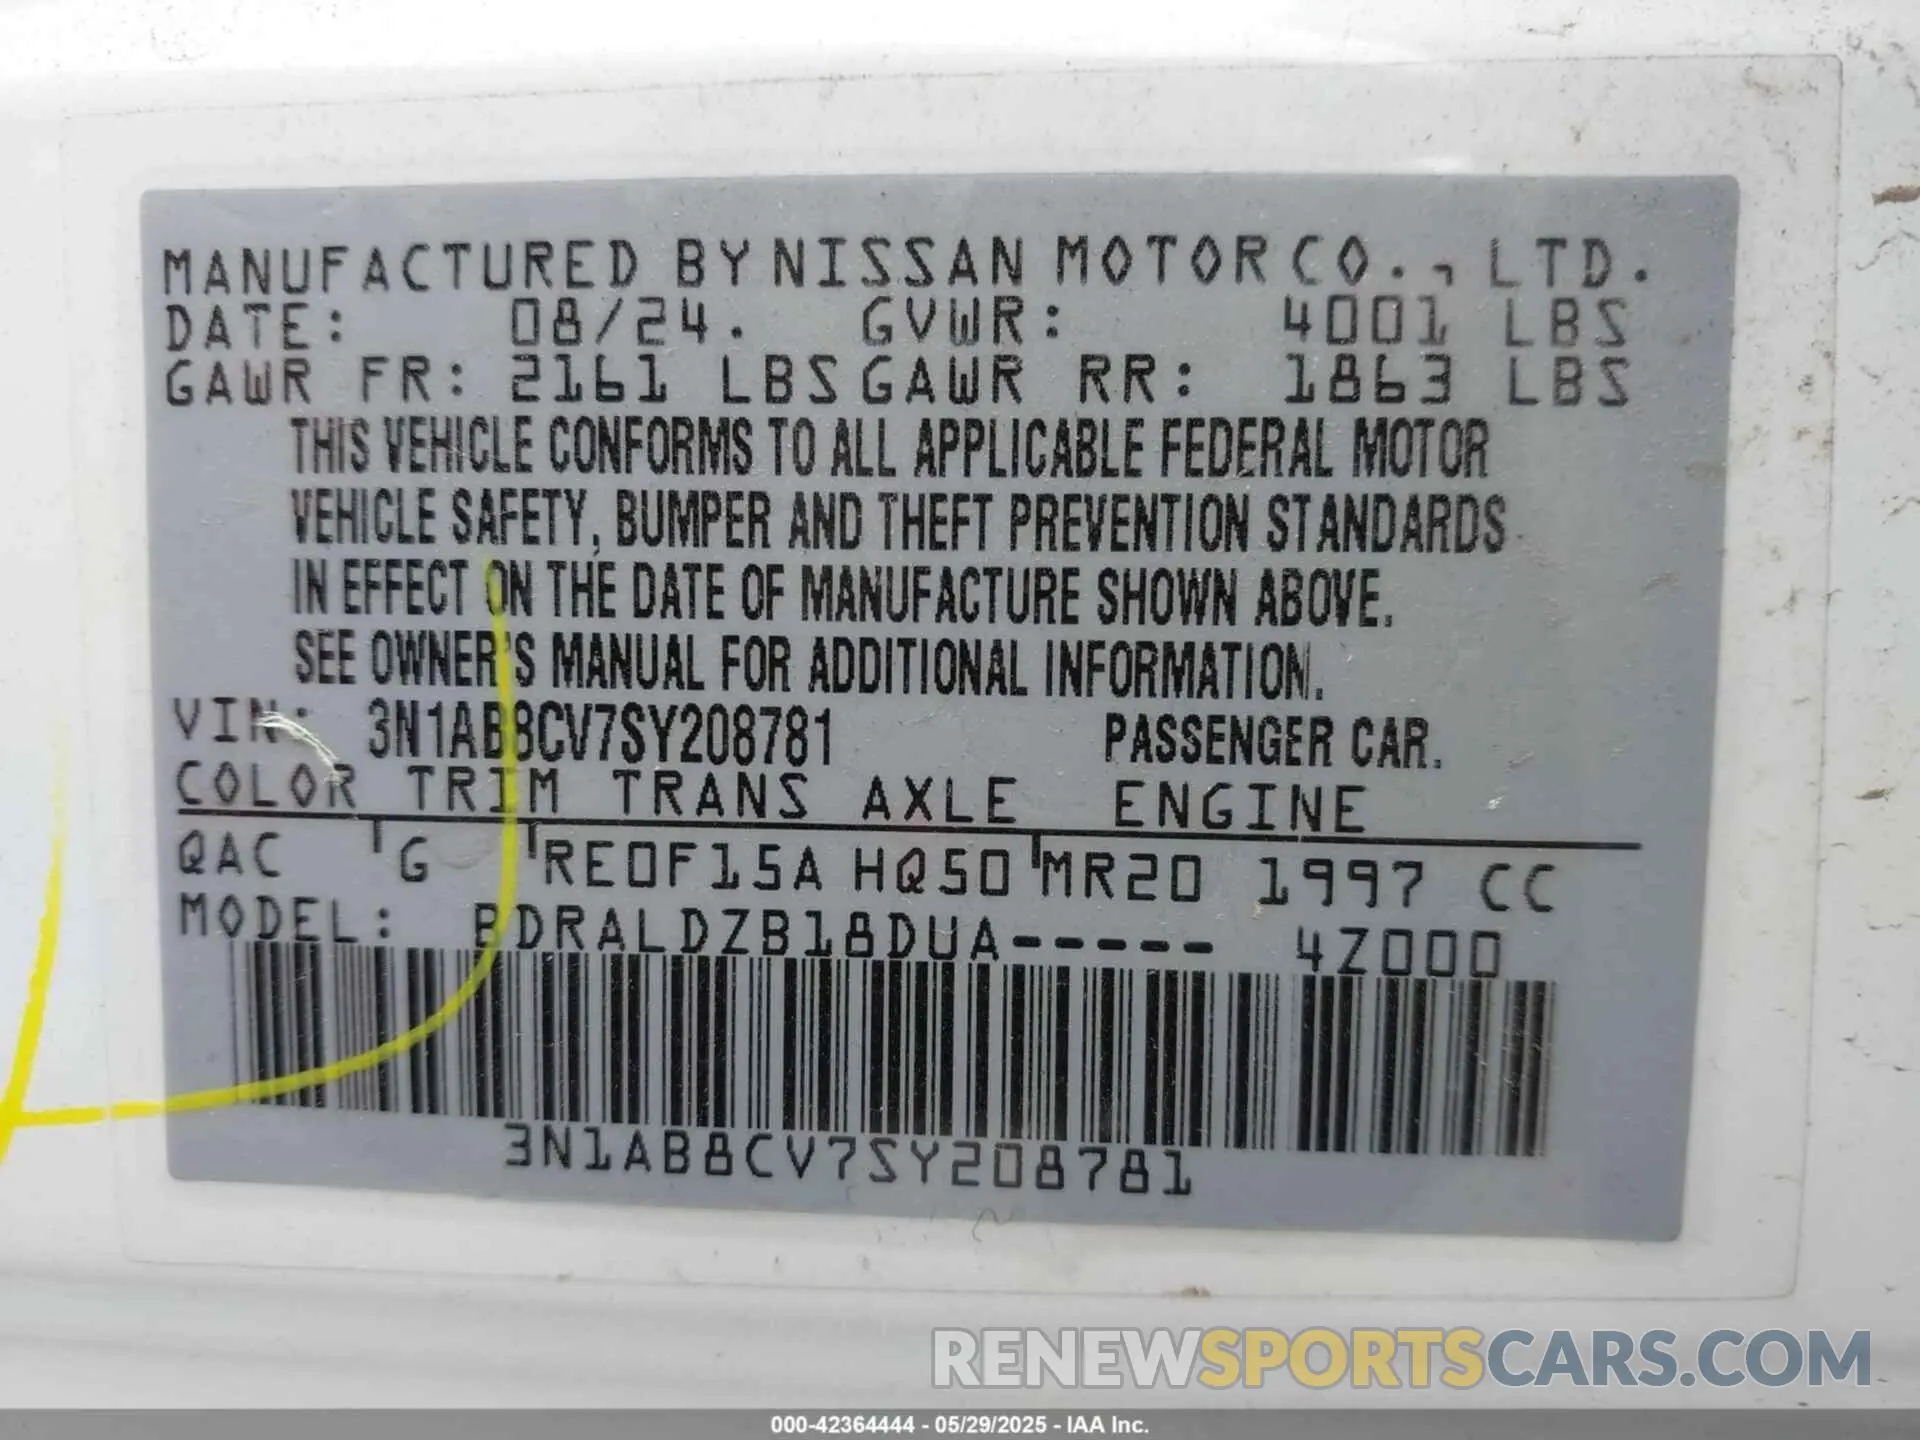 MANUFACTURED BY NISSAN MOTOR CO., LTD.
DATE: 08/24. GVWR: 4001 LBS
GAWR FR: 2161 LBS GAWR RR: 1863 LBS
THIS VEHICLE CONFORMS TO ALL APPLICABLE FEDERAL MOTOR
VEHICLE SAFETY, BUMPER AND THEFT PREVENTION STANDARDS
IN EFFECT ON THE DATE OF MANUFACTURE SHOWN ABOVE.
SEE OWNER'S MANUAL FOR ADDITIONAL INFORMATION.
VIN: 3N1AB8CV7SY208781 PASSENGER CAR.
COLOR TRIM TRANS AXLE ENGINE
QAC G RE0F15A HQ50 MR20 1997 CC
MODEL: BDRALDZB18DUA----- 4Z000
3N1AB8CV7SY208781
RENEWSPORTSCARS.COM
000-42364444 - 05/29/2025 - IAA Inc.